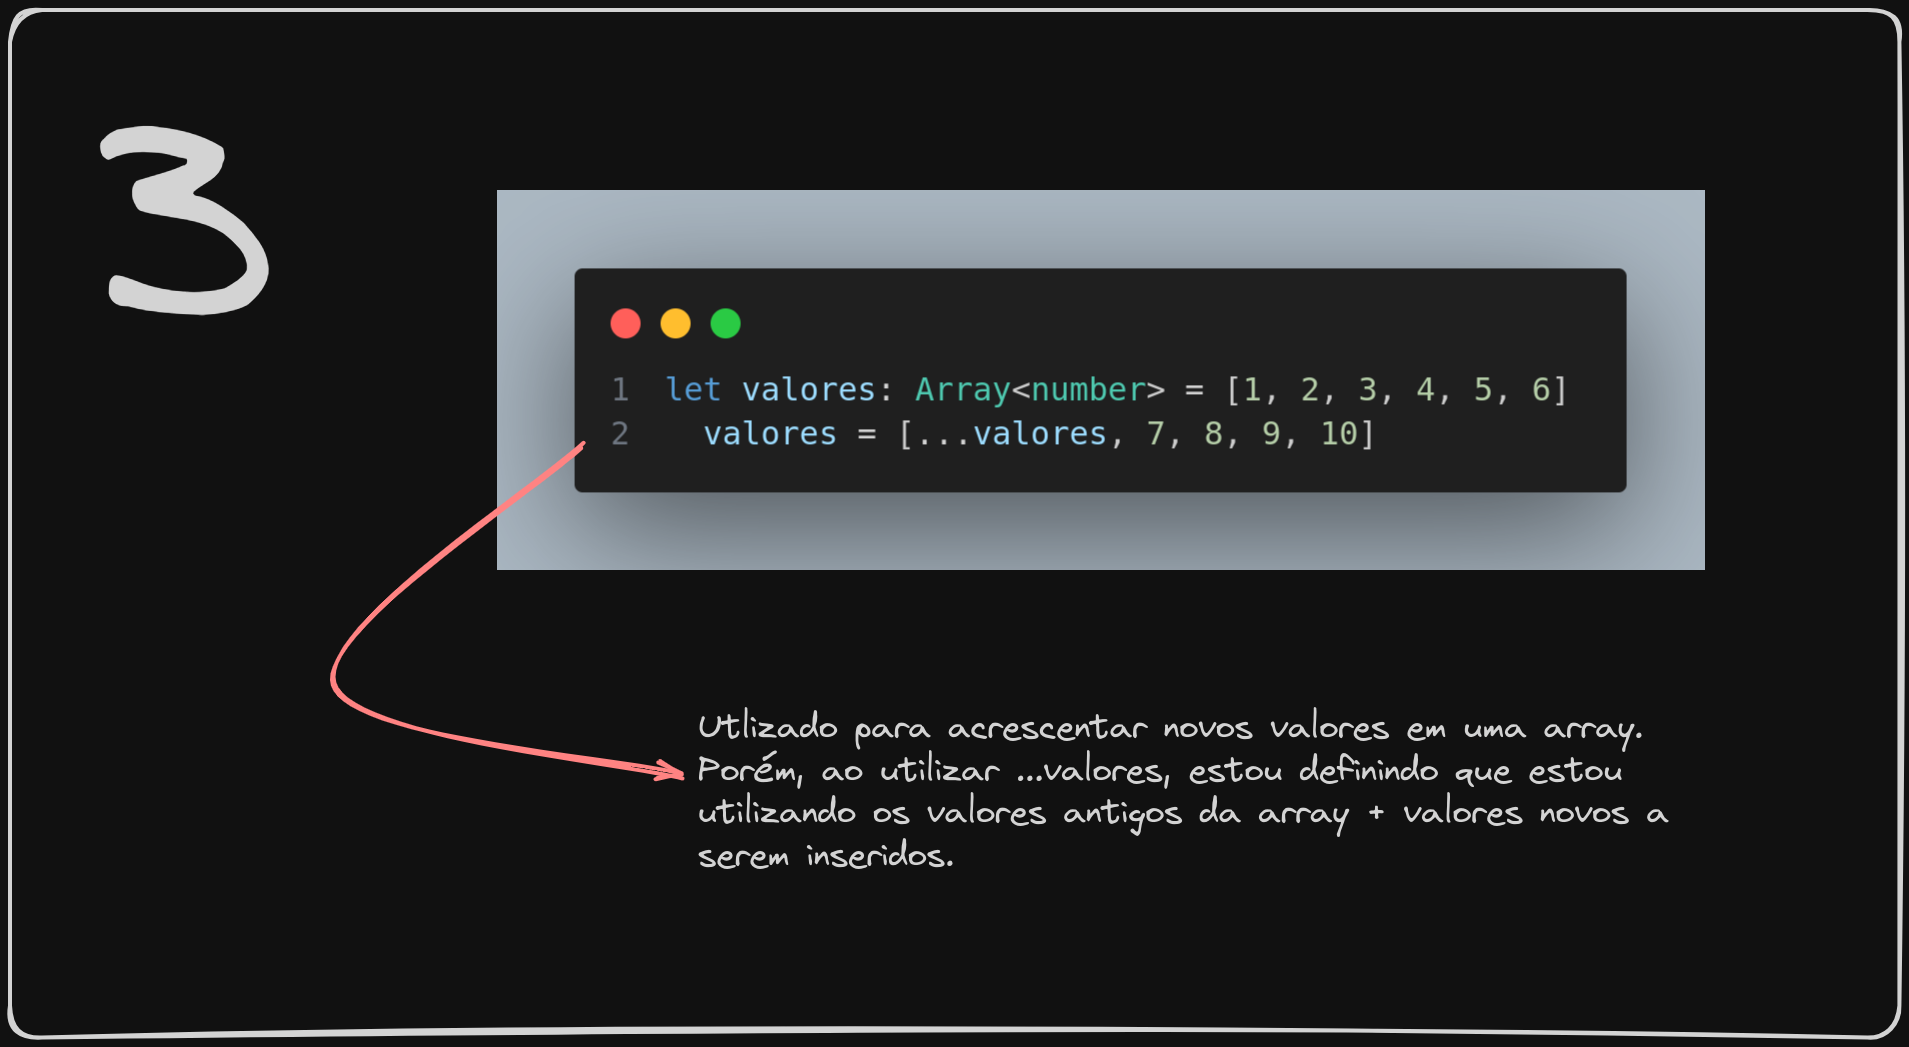 3
1 let valores: Array<number> = [1, 2, 3, 4, 5, 6]
2 valores = [...valores, 7, 8, 9, 10]
Utlizado para acrescentar novos valores em uma array.
Porém, ao utilizar ...valores, estou definindo que estou
utilizando os valores antigos da array + valores novos a
serem inseridos.